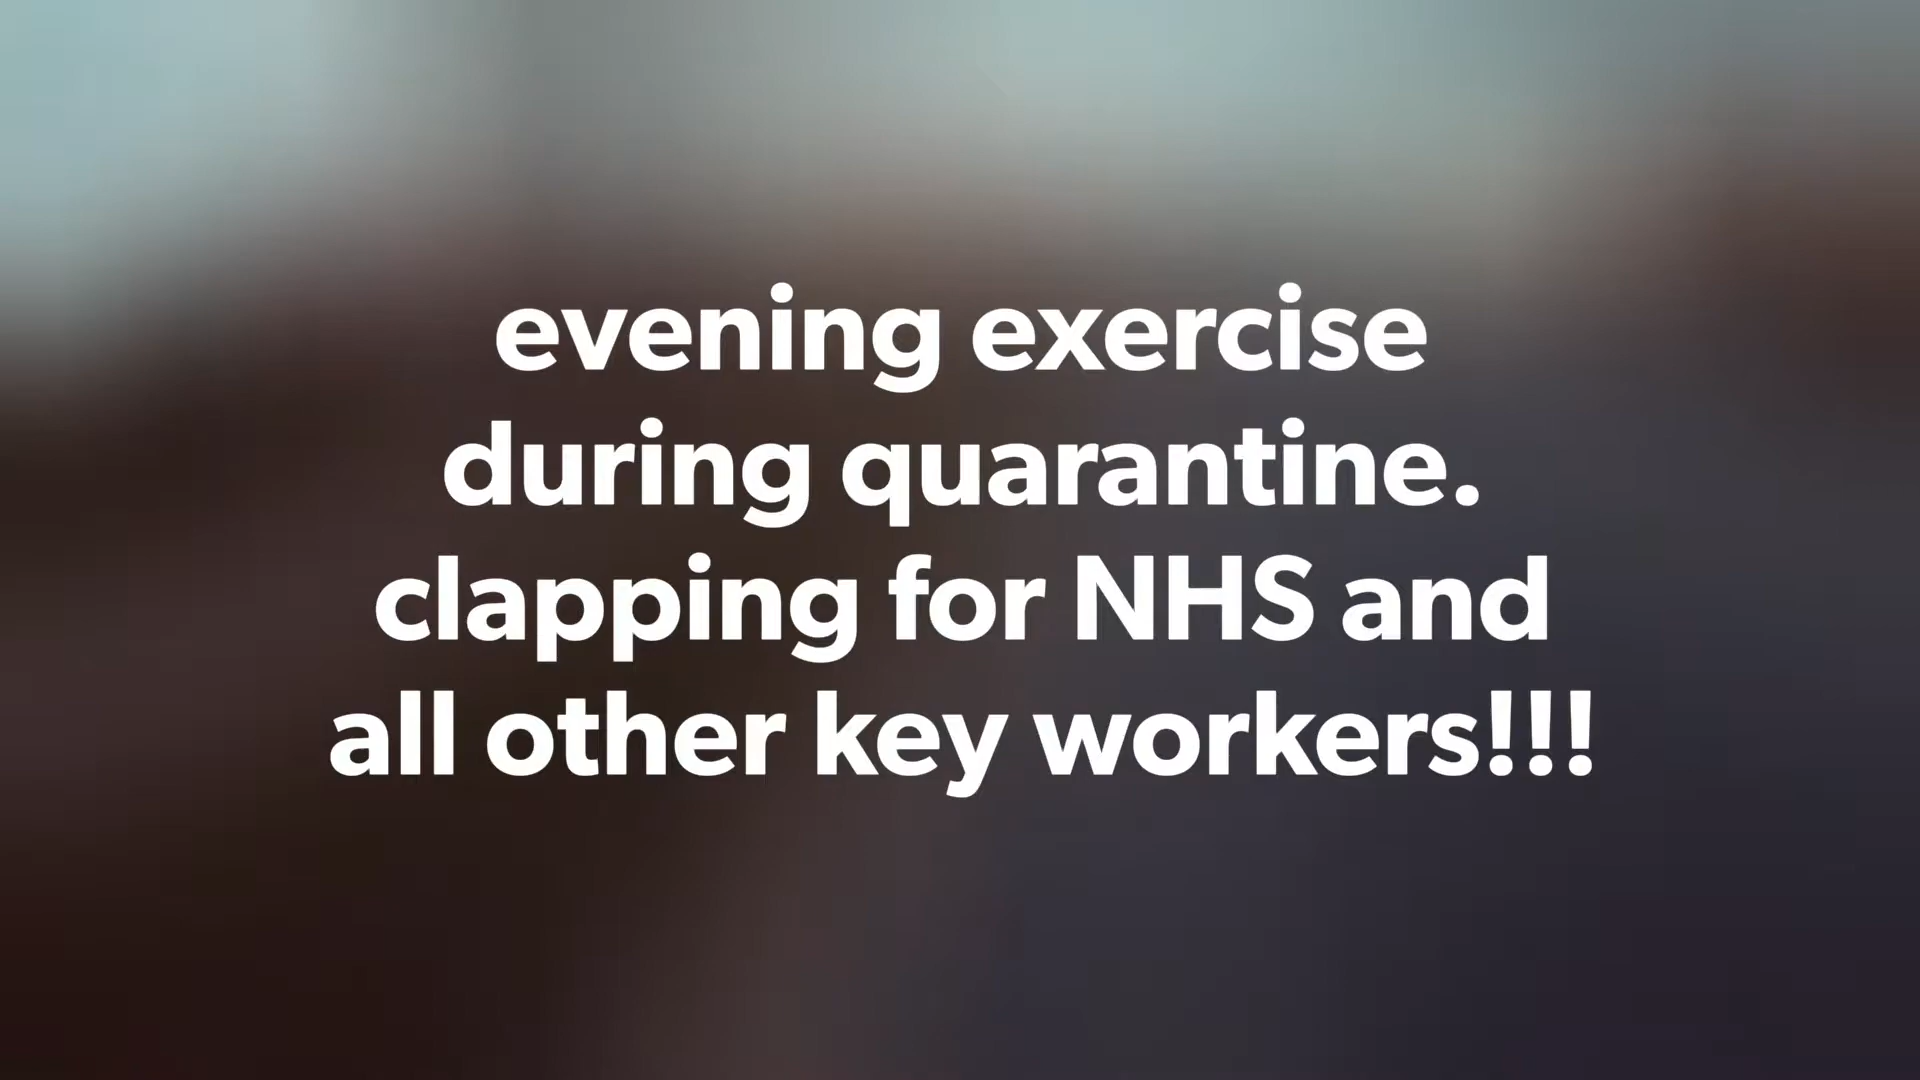 evening exercise
during quarantine.
clapping for NHS and
all other key workers!!!